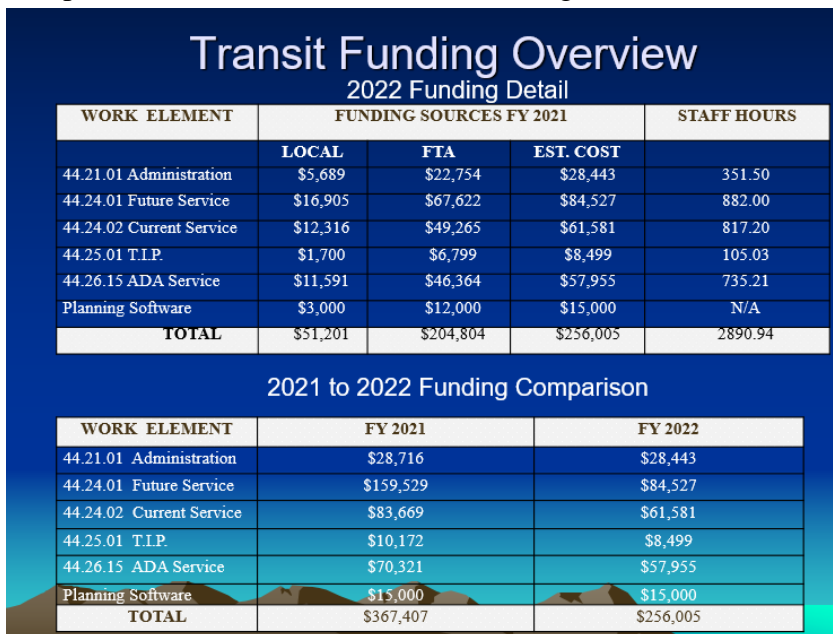 Transit Funding Overview
2022 Funding Detail
WORK ELEMENT FUNDING SOURCES FY 2021 STAFF HOURS
LOCAL FTA EST. COST
44.21.01 Administration $5,689 $22,754 $28,443 351.50
44.24.01 Future Service $16,905 $67,622 $84,527 882.00
44.24.02 Current Service $12,316 $49,265 $61,581 817.20
44.25.01 T.I.P. $1,700 $6,799 $8,499 105.03
44.26.15 ADA Service $11,591 $46,364 $57,955 735.21
Planning Software $3,000 $12,000 $15,000 N/A
TOTAL $51,201 $204,804 $256,005 2890.94
2021 to 2022 Funding Comparison
WORK ELEMENT FY 2021 FY 2022
44.21.01 Administration $28,716 $28,443
44.24.01 Future Service $159,529 $84,527
44.24.02 Current Service $83,669 $61,581
44.25.01 T.I.P. $10,172 $8,499
44.26.15 ADA Service $70,321 $57,955
Planning Software $15,000 $15,000
TOTAL $367,407 $256,005